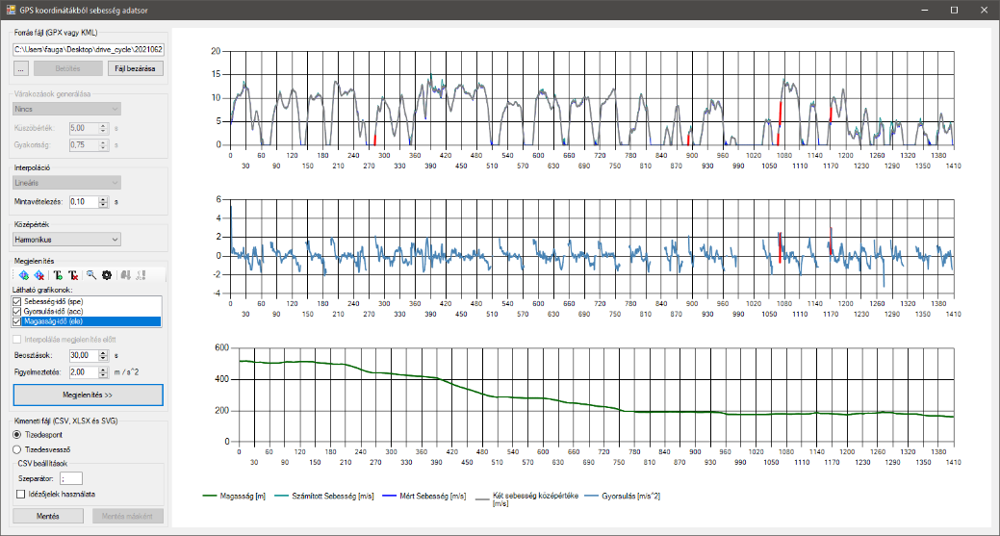 GPS koordinátákból sebesség adatsor
Forrás fájl (GPX vagy KML)
C:\Users\fauga\Desktop\drive_cycle\2021062
... Betöltés Fájl bezárása
Várakozások generálása
Nincs
Küszöbérték: 5,00 s
Gyakoriság: 0,75 s
Interpoláció
Lineáris
Mintavételezés: 0,10 s
Középérték
Harmonikus
Megjelenítés
Látható grafikonok:
Sebesség-idő (spe)
Gyorsulás-idő (acc)
Magasság-idő (ele)
Interpolálás megjelenítés előtt
Beosztások: 30,00 s
Figyelmeztetés: 2,00 m / s^2
Megjelenítés >>
Kimeneti fájl (CSV, XLSX és SVG)
Tizedespont
Tizedesvessző
CSV beállítások
Szeparátor: ;
Idézőjelek használata
Mentés Mentés másként
20
15
10
5
0
0 60 120 180 240 300 360 420 480 540 600 660 720 780 840 900 960 1020 1080 1140 1200 1260 1320 1380
30 90 150 210 270 330 390 450 510 570 630 690 750 810 870 930 990 1050 1110 1170 1230 1290 1350 1410
6
4
2
0
-2
-4
0 60 120 180 240 300 360 420 480 540 600 660 720 780 840 900 960 1020 1080 1140 1200 1260 1320 1380
30 90 150 210 270 330 390 450 510 570 630 690 750 810 870 930 990 1050 1110 1170 1230 1290 1350 1410
600
400
200
0
0 60 120 180 240 300 360 420 480 540 600 660 720 780 840 900 960 1020 1080 1140 1200 1260 1320 1380
30 90 150 210 270 330 390 450 510 570 630 690 750 810 870 930 990 1050 1110 1170 1230 1290 1350 1410
Magasság [m] Számított Sebesség [m/s] Mért Sebesség [m/s] Két sebesség középértéke [m/s] Gyorsulás [m/s^2]